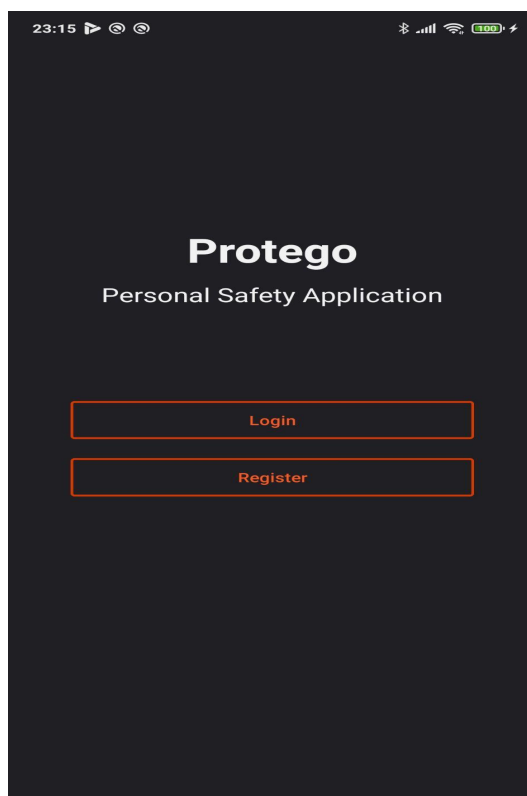 23:15
100
Protego
Personal Safety Application
Login
Register